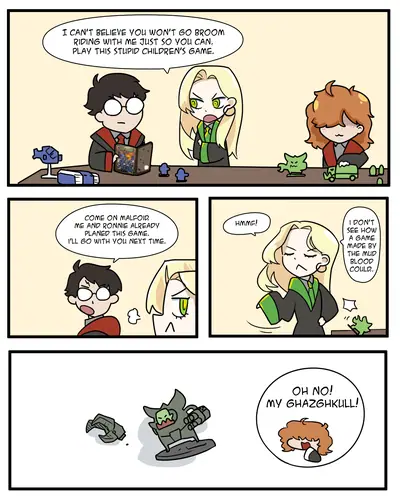 I CAN'T BELIEVE YOU WON'T GO BROOM
RIDING WITH ME JUST SO YOU CAN,
PLAY THIS STUPID CHILDREN'S GAME.
COME ON MALFOIR
ME AND RONNIE ALREADY
PLANED THIS GAME.
I'LL GO WITH YOU NEXT TIME.
HMMF!
I DON'T
SEE HOW
A GAME
MADE BY
THE MUD
BLOOD
COULD.
OH NO!
MY GHAZGHKULL!